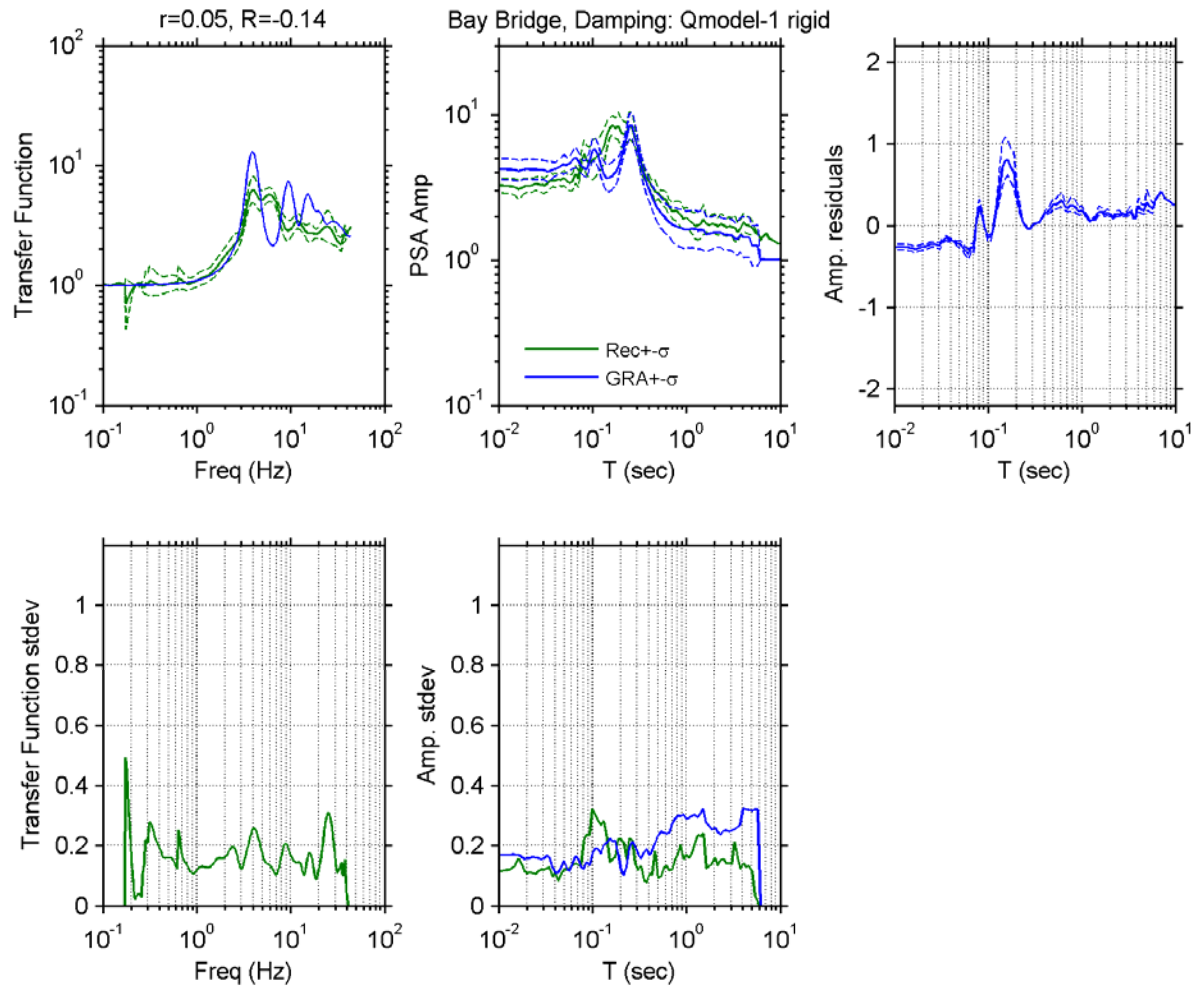 r=0.05, R=-0.14
Bay Bridge, Damping: Qmodel-1 rigid
Transfer Function
10^2
10^1
10^0
10^-1
10^-1 10^0 10^1 10^2
Freq (Hz)
PSA Amp
10^1
10^0
10^-1
Rec+-σ
GRA+-σ
10^-2 10^-1 10^0 10^1
T (sec)
Amp. residuals
2
1
0
-1
-2
10^-2 10^-1 10^0 10^1
T (sec)
Transfer Function stdev
1
0.8
0.6
0.4
0.2
0
10^-1 10^0 10^1 10^2
Freq (Hz)
Amp. stdev
1
0.8
0.6
0.4
0.2
0
10^-2 10^-1 10^0 10^1
T (sec)